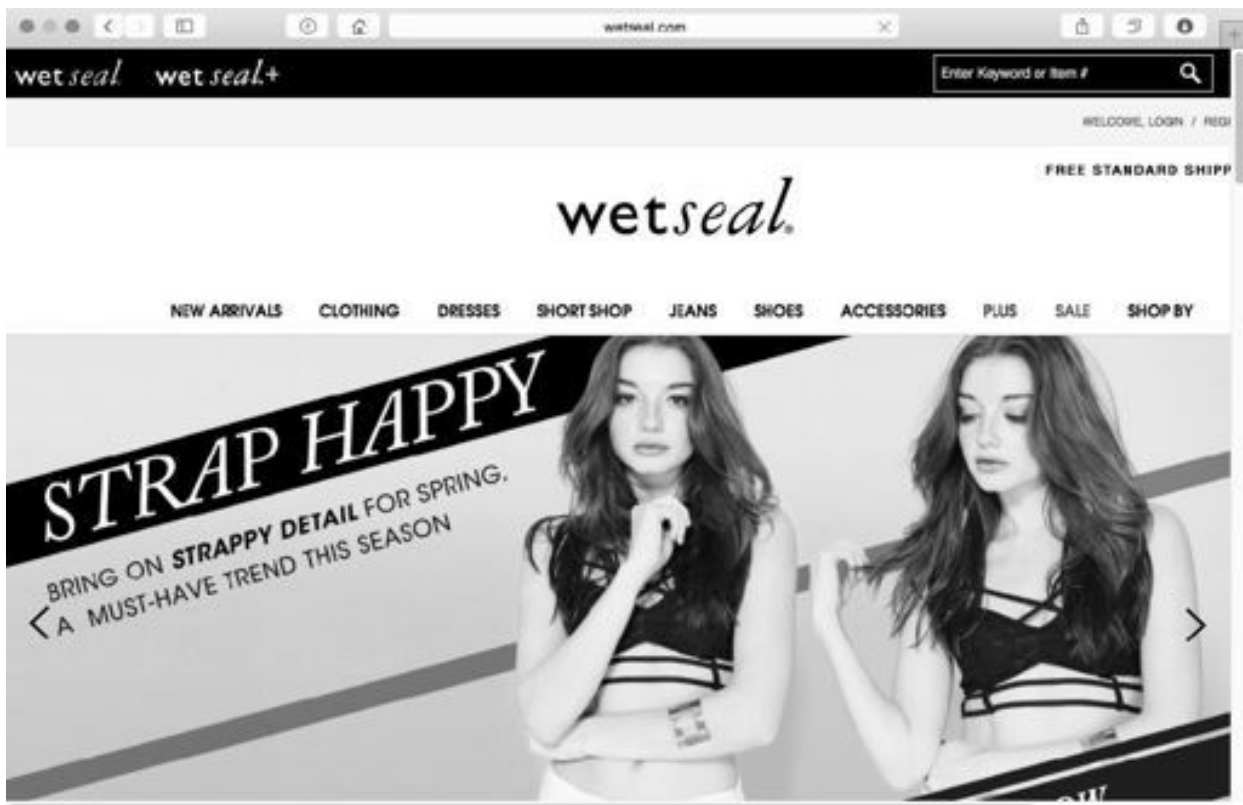 wetseal.com
wet seal. wet seal.+
Enter Keyword or Item #
WELCOME, LOGIN /
FREE STANDARD
wetseal.
NEW ARRIVALS CLOTHING DRESSES SHORT SHOP JEANS SHOES ACCESSORIES PLUS SALE SHOP BY
STRAP HAPPY
BRING ON STRAPPY DETAIL FOR SPRING.
A MUST-HAVE TREND THIS SEASON